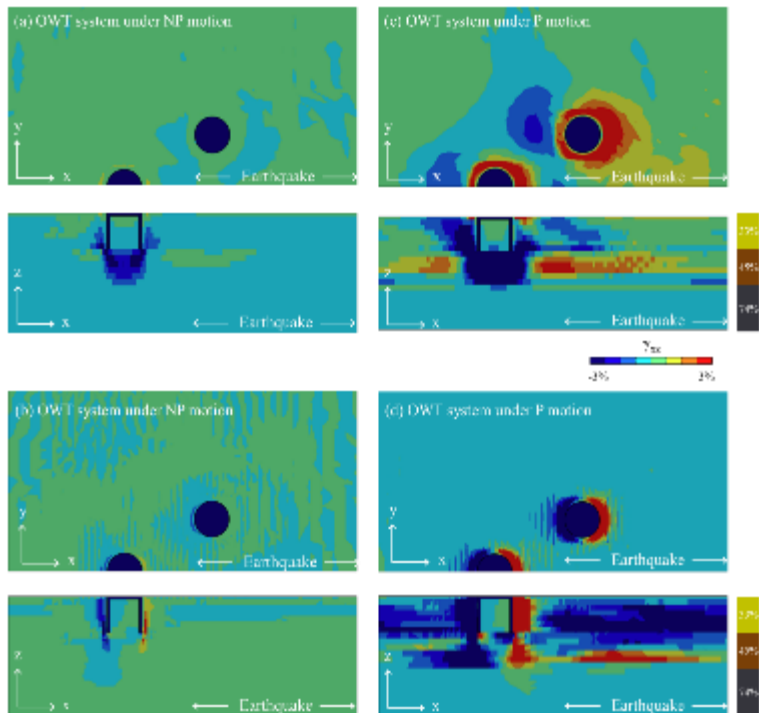 (a) OWT system under NP motion
y
x
Earthquake
z
x
Earthquake
(c) OWT system under P motion
y
x
Earthquake
z
x
Earthquake
γxz
-3%
3%
(b) OWT system under NP motion
y
x
Earthquake
z
x
Earthquake
(d) OWT system under P motion
y
x
Earthquake
z
x
Earthquake